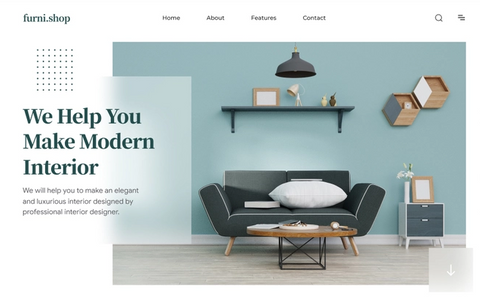 furni.shop
Home About Features Contact
We Help You
Make Modern
Interior
We will help you to make an elegant
and luxurious interior designed by
professional interior designer.